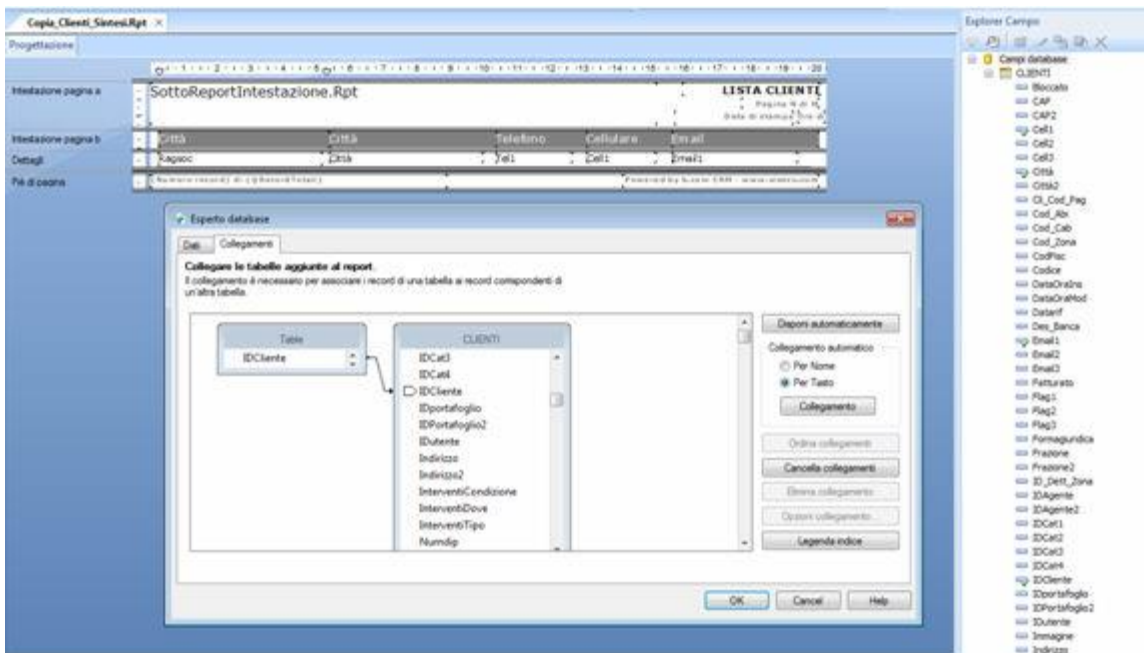 Copia_Clienti_Sintesi.Rpt
Progettazione
Intestazione pagina a
SottoReportIntestazione.Rpt
LISTA CLIENTI
Pagina N di M
Data di stampa
Intestazione pagina b
Città
Città
Telefono
Cellulare
Email
Dettagli
Ragsoc
Città
Tel1
Cell1
Email1
Piè di pagina
Esperto database
Dati
Collegamenti
Collegare le tabelle aggiunte al report.
Il collegamento è necessario per associare i record di una tabella ai record corrispondenti di
un'altra tabella.
Table
IDCliente
CLIENTI
IDCat3
IDCat4
IDCliente
IDportafoglio
IDPortafoglio2
IDutente
Indirizzo
Indirizzo2
InterventiCondizione
InterventiDove
InterventiTipo
Numdip
Disponi automaticamente
Collegamento automatico
Per Nome
Per Tasto
Collegamento
Ordina collegamenti
Cancella collegamenti
Elimina collegamento
Opzioni collegamento
Legenda indice
OK
Cancel
Help
Explorer Campo
Campi database
CLIENTI
Bloccato
CAP
CAP2
Cell1
Cell2
Cell3
Città
Città2
Cl_Cod_Pag
Cod_Abi
Cod_Cab
Cod_Zona
CodFisc
Codice
DataOraIns
DataOraMod
Datarif
Des_Banca
Email1
Email2
Email3
Fatturato
Flag1
Flag2
Flag3
Formagiuridica
Frazione
Frazione2
ID_Dett_Zona
IDAgente
IDAgente2
IDCat1
IDCat2
IDCat3
IDCat4
IDCliente
IDportafoglio
IDPortafoglio2
IDutente
Immagine
Indirizzo